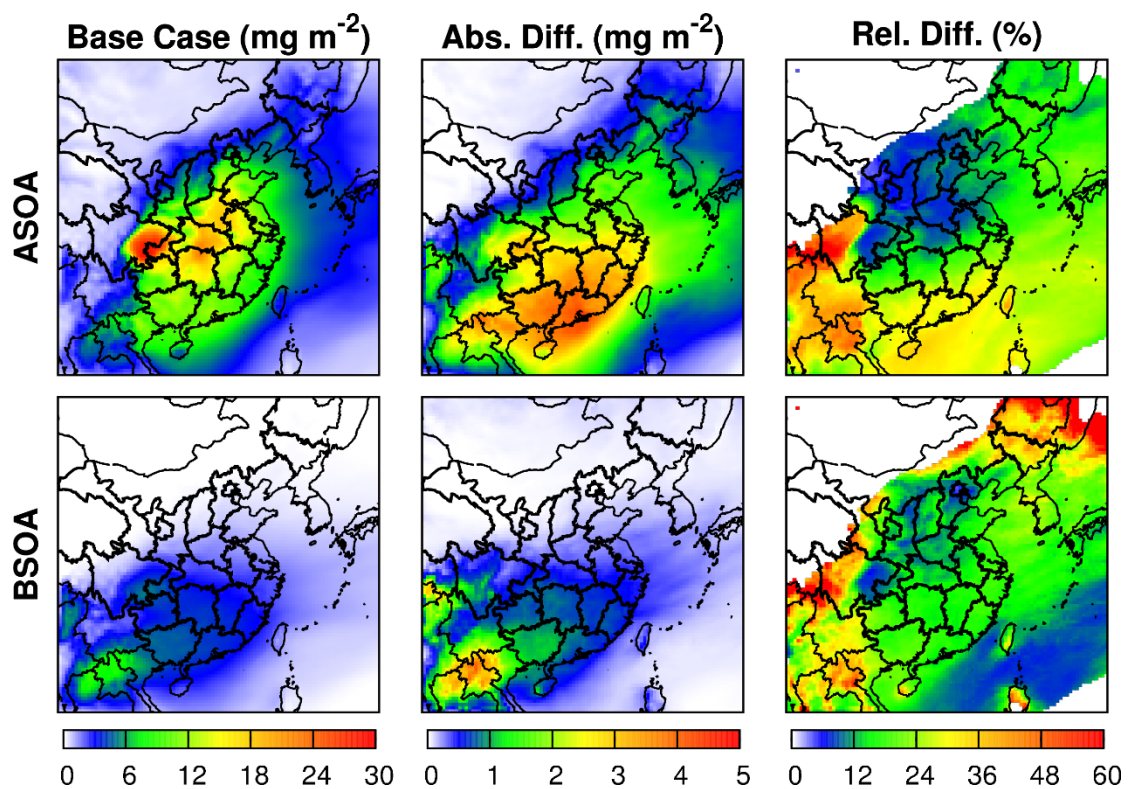 Base Case (mg m⁻²) Abs. Diff. (mg m⁻²) Rel. Diff. (%)
ASOA
BSOA
0 6 12 18 24 30 0 1 2 3 4 5 0 12 24 36 48 60